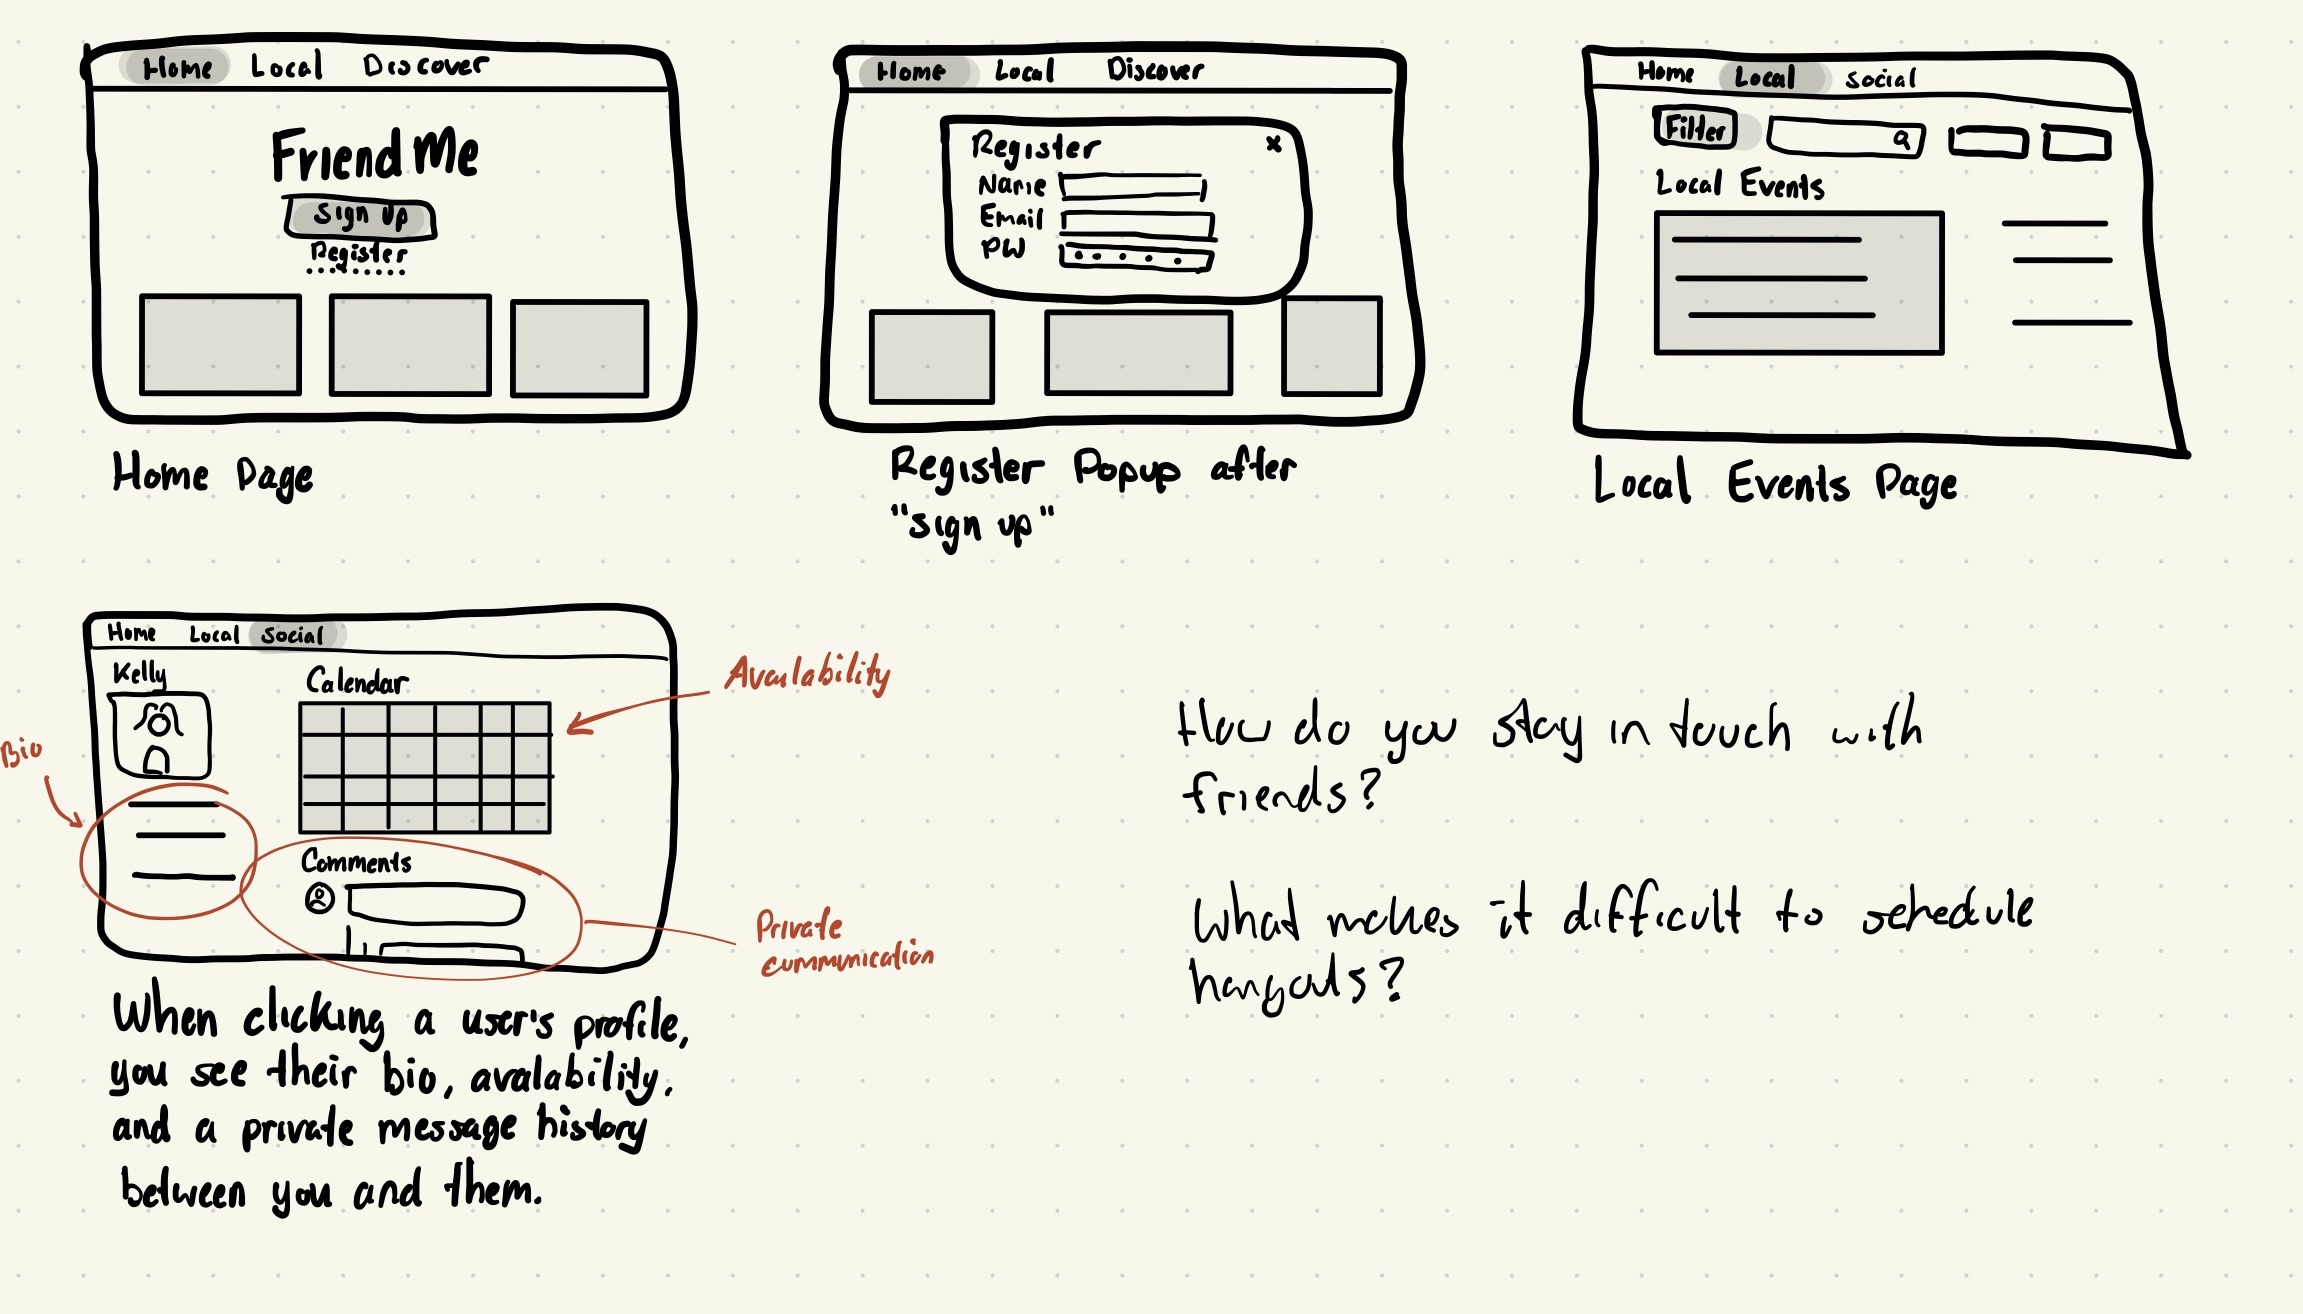 Home Local Discover
FriendMe
Sign Up
Register
Home Page
Home Local Discover
Register x
Name
Email
PW
Register Popup after
"sign up"
Home Local Social
Filter
Local Events
Local Events Page
Home Local Social
Kelly
Calendar
Availability
Bio
Comments
Private
communication
When clicking a user's profile,
you see their bio, avalability,
and a private message history
between you and them.
How do you stay in touch with
friends?
What makes it difficult to schedule
hangouts?